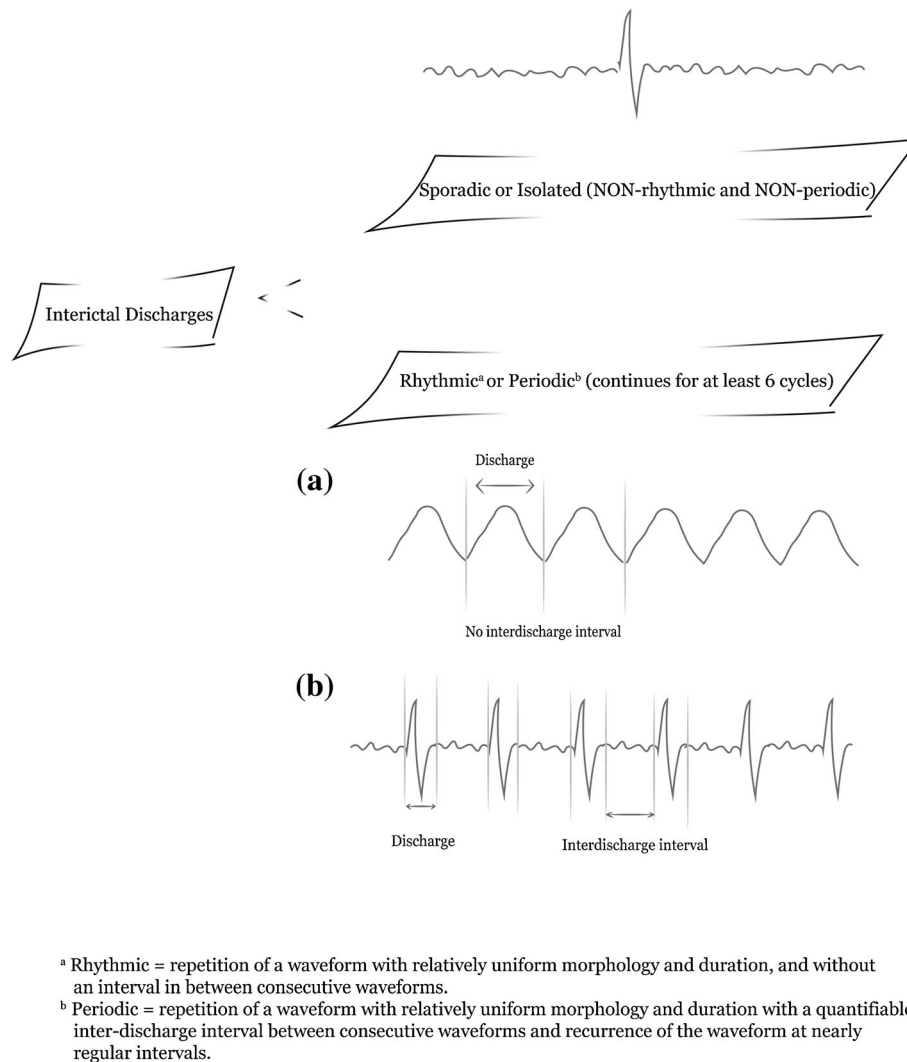 Sporadic or Isolated (NON-rhythmic and NON-periodic)
Interictal Discharges
Rhythmicᵃ or Periodicᵇ (continues for at least 6 cycles)
(a)
Discharge
No interdischarge interval
(b)
Discharge
Interdischarge interval
ᵃ Rhythmic = repetition of a waveform with relatively uniform morphology and duration, and without
an interval in between consecutive waveforms.
ᵇ Periodic = repetition of a waveform with relatively uniform morphology and duration with a quantifiable
inter-discharge interval between consecutive waveforms and recurrence of the waveform at nearly
regular intervals.